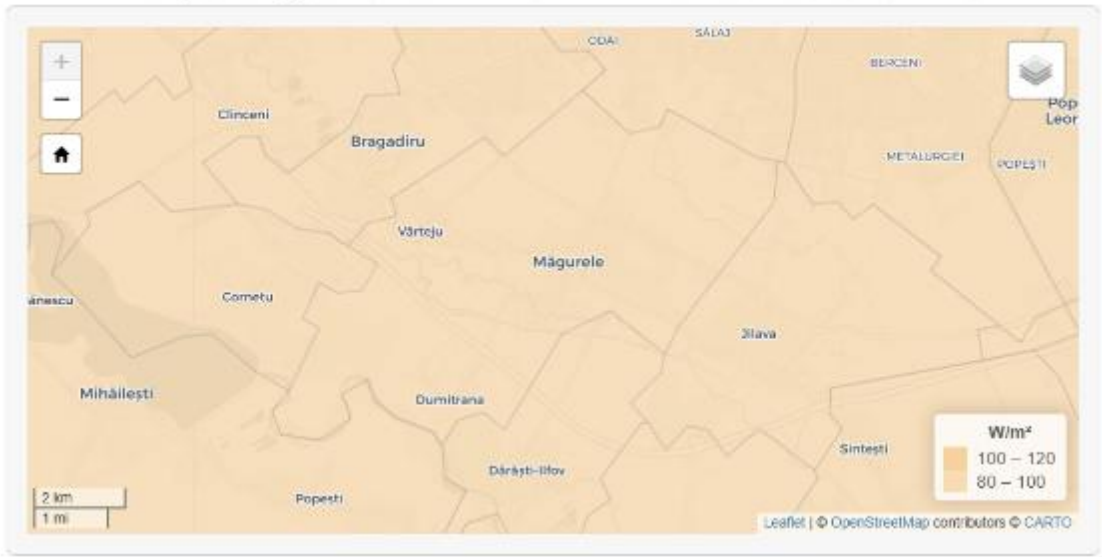 ODĂI
SĂLAJ
BERCENI
Clinceni
Pop
Leor
Bragadiru
METALURGIEI
POPEȘTI
Vârteju
Măgurele
ănescu
Cornetu
Jilava
Mihăilești
Dumitrana
Sintești
Dărăști-Ilfov
Popești
W/m²
100 – 120
80 – 100
2 km
1 mi
Leaflet | © OpenStreetMap contributors © CARTO